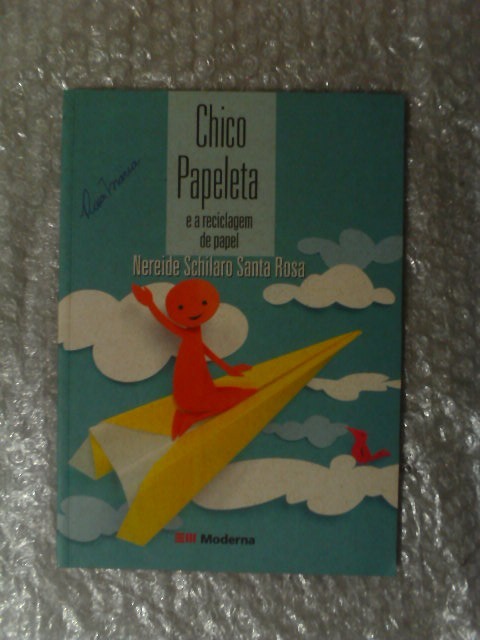 Chico
Papeleta
e a reciclagem
de papel
Nereide Schilaro Santa Rosa
Moderna